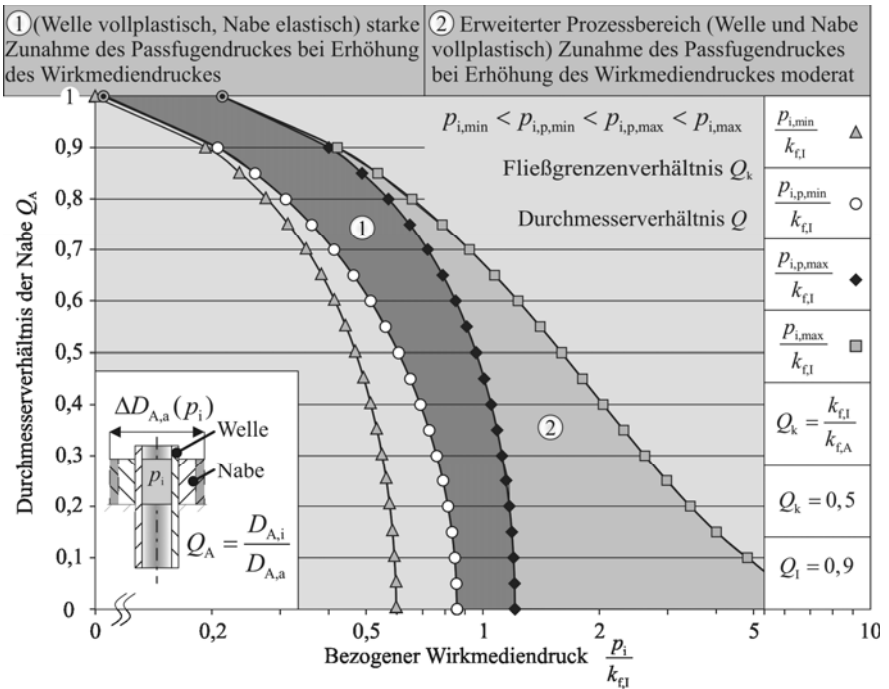 ① (Welle vollplastisch, Nabe elastisch) starke
Zunahme des Passfugendruckes bei Erhöhung
des Wirkmediendruckes
② Erweiterter Prozessbereich (Welle und Nabe
vollplastisch) Zunahme des Passfugendruckes
bei Erhöhung des Wirkmediendruckes moderat
p_i,min < p_i,p,min < p_i,p,max < p_i,max
Fließgrenzenverhältnis Q_k
Durchmesserverhältnis Q
p_i,min / k_f,I
p_i,p,min / k_f,I
p_i,p,max / k_f,I
p_i,max / k_f,I
Q_k = k_f,I / k_f,A
Q_k = 0,5
Q_I = 0,9
Durchmesserverhältnis der Nabe Q_A
1
0,9
0,8
0,7
0,6
0,5
0,4
0,3
0,2
0,1
0
①
②
ΔD_A,a (p_i)
Welle
p_i
Nabe
Q_A = D_A,i / D_A,a
0 0,2 0,5 1 2 5 10
Bezogener Wirkmediendruck p_i / k_f,I